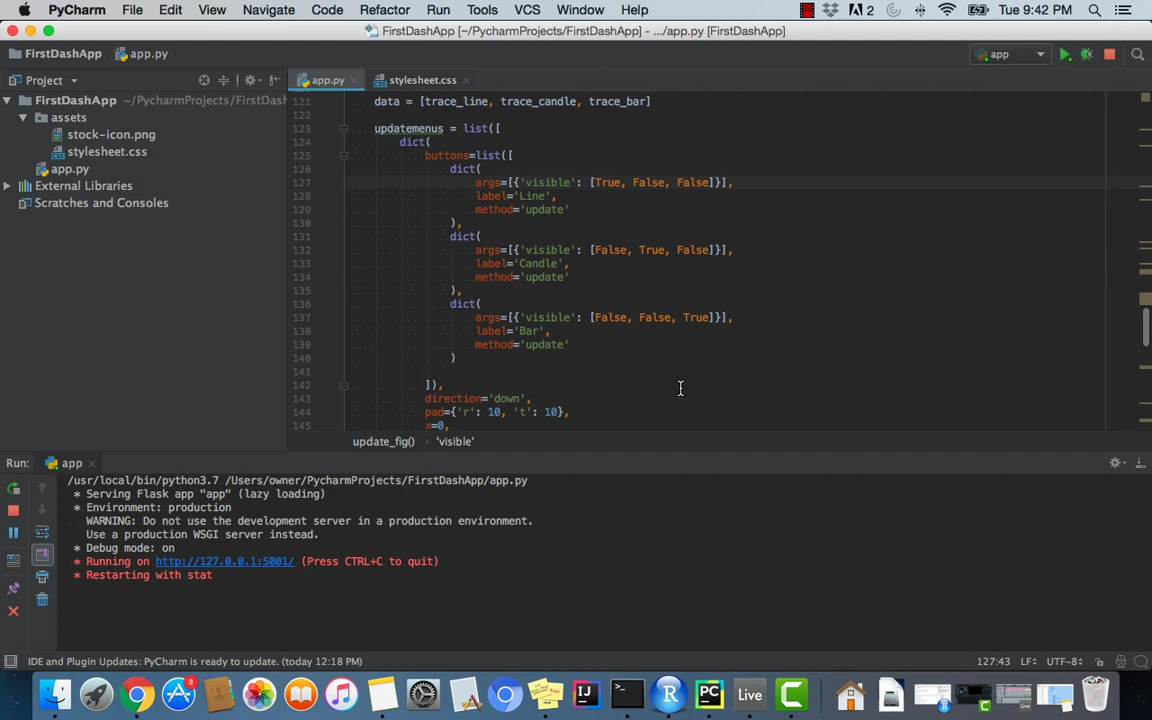 PyCharm File Edit View Navigate Code Refactor Run Tools VCS Window Help 2 Tue 9:42 PM
FirstDashApp [~/PycharmProjects/FirstDashApp] - .../app.py [FirstDashApp]
FirstDashApp app.py app
Project app.py stylesheet.css
FirstDashApp ~/PycharmProjects/FirstDash
assets
stock-icon.png
stylesheet.css
app.py
External Libraries
Scratches and Consoles
121 data = [trace_line, trace_candle, trace_bar]
122
123 updatemenus = list([
124 dict(
125 buttons=list([
126 dict(
127 args=[{'visible': [True, False, False]}],
128 label='Line',
129 method='update'
130 ),
131 dict(
132 args=[{'visible': [False, True, False]}],
133 label='Candle',
134 method='update'
135 ),
136 dict(
137 args=[{'visible': [False, False, True]}],
138 label='Bar',
139 method='update'
140 )
141
142 ]),
143 direction='down',
144 pad={'r': 10, 't': 10},
145 x=0,
update_fig() › 'visible'
Run: app
/usr/local/bin/python3.7 /Users/owner/PycharmProjects/FirstDashApp/app.py
* Serving Flask app "app" (lazy loading)
* Environment: production
WARNING: Do not use the development server in a production environment.
Use a production WSGI server instead.
* Debug mode: on
* Running on http://127.0.0.1:5001/ (Press CTRL+C to quit)
* Restarting with stat
IDE and Plugin Updates: PyCharm is ready to update. (today 12:18 PM) 127:43 LF÷ UTF-8÷
3 IJ R PC Live C